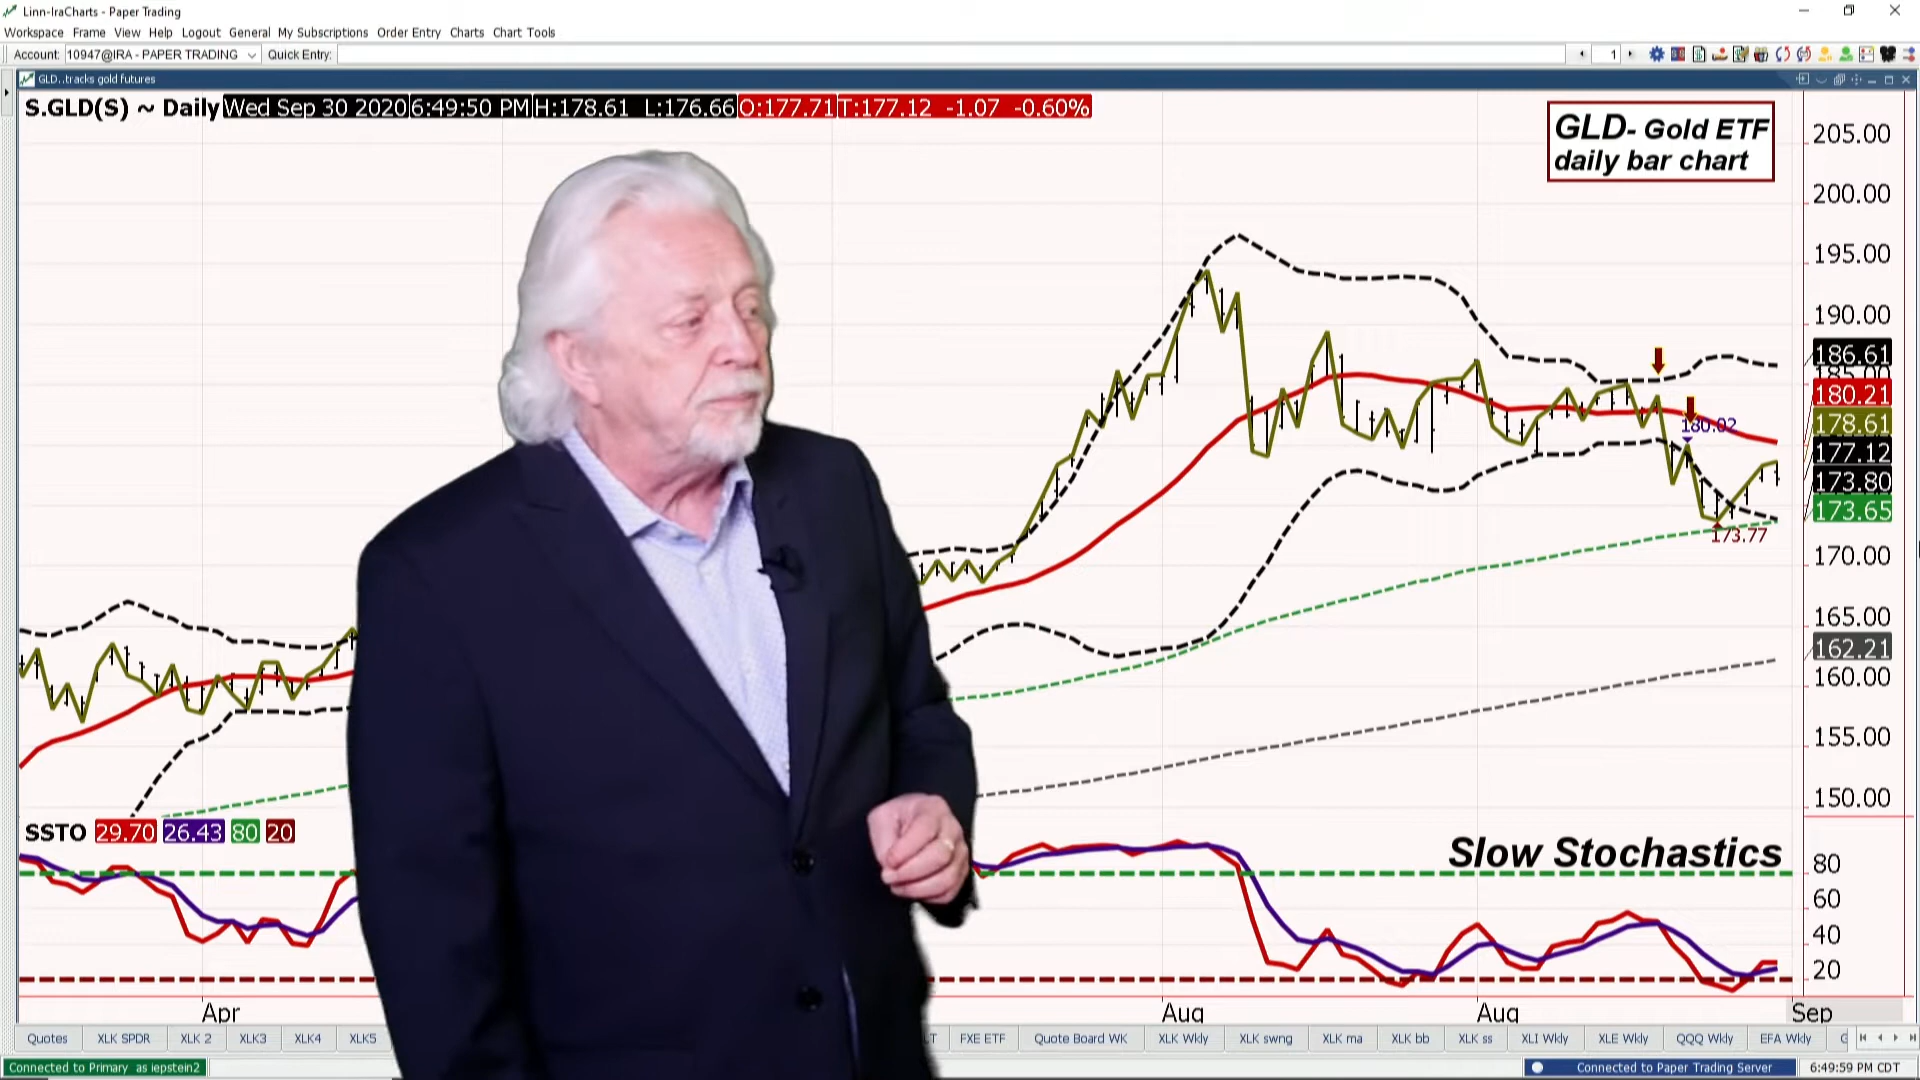 Linn-IraCharts - Paper Trading
Workspace Frame View Help Logout General My Subscriptions Order Entry Charts Chart Tools
Account: 10947@IRA - PAPER TRADING Quick Entry: 1
GLD..tracks gold futures
S.GLD(S) ~ Daily Wed Sep 30 2020 6:49:50 PM H:178.61 L:176.66 O:177.71 T:177.12 -1.07 -0.60%
GLD- Gold ETF
daily bar chart
205.00
200.00
195.00
190.00
186.61
185.00
180.21
180.02
178.61
177.12
173.80
173.65
173.77
170.00
165.00
162.21
160.00
155.00
150.00
SSTO 29.70 26.43 80 20
Slow Stochastics
80
60
40
20
Apr Aug Aug Sep
Quotes XLK SPDR XLK 2 XLK3 XLK4 XLK5 LT FXE ETF Quote Board WK XLK Wkly XLK swng XLK ma XLK bb XLK ss XLI Wkly XLE Wkly QQQ Wkly EFA Wkly
Connected to Primary as iepstein2 Connected to Paper Trading Server 6:49:59 PM CDT